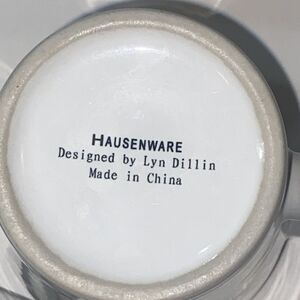 HAUSENWARE
Designed by Lyn Dillin
Made in China